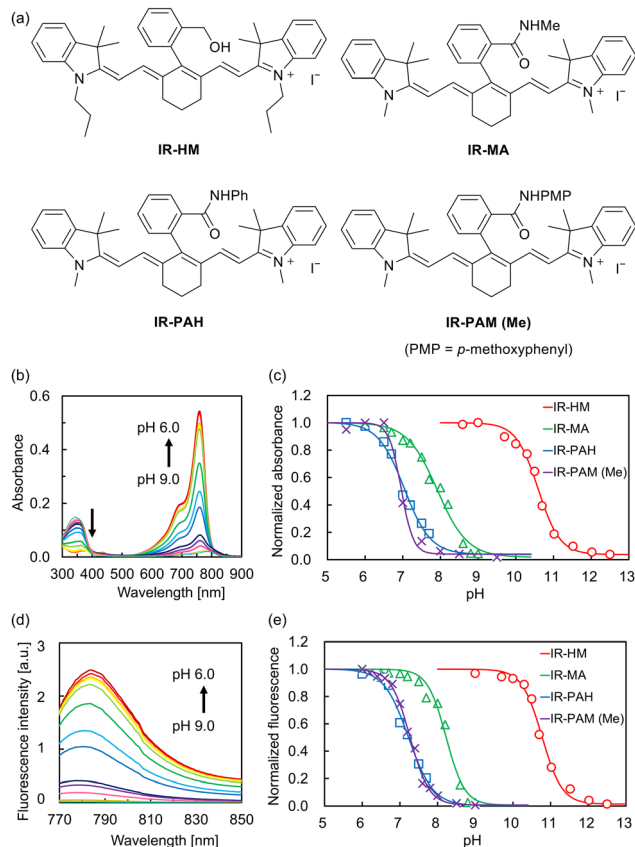 (a)
OH
N
N+
I−
IR-HM
NHMe
O
N
N+
I−
IR-MA
NHPh
O
N
N+
I−
IR-PAH
NHPMP
O
N
N+
I−
IR-PAM (Me)
(PMP = p-methoxyphenyl)
(b)
Absorbance
0.6
0.4
0.2
0.0
pH 6.0
pH 9.0
300 400 500 600 700 800 900
Wavelength [nm]
(c)
Normalized absorbance
1.0
0.8
0.6
0.4
0.2
0.0
IR-HM
IR-MA
IR-PAH
IR-PAM (Me)
5 6 7 8 9 10 11 12 13
pH
(d)
Fluorescence intensity [a.u.]
3
2
1
0
pH 6.0
pH 9.0
770 790 810 830 850
Wavelength [nm]
(e)
Normalized fluorescence
1.0
0.8
0.6
0.4
0.2
0.0
IR-HM
IR-MA
IR-PAH
IR-PAM (Me)
5 6 7 8 9 10 11 12 13
pH